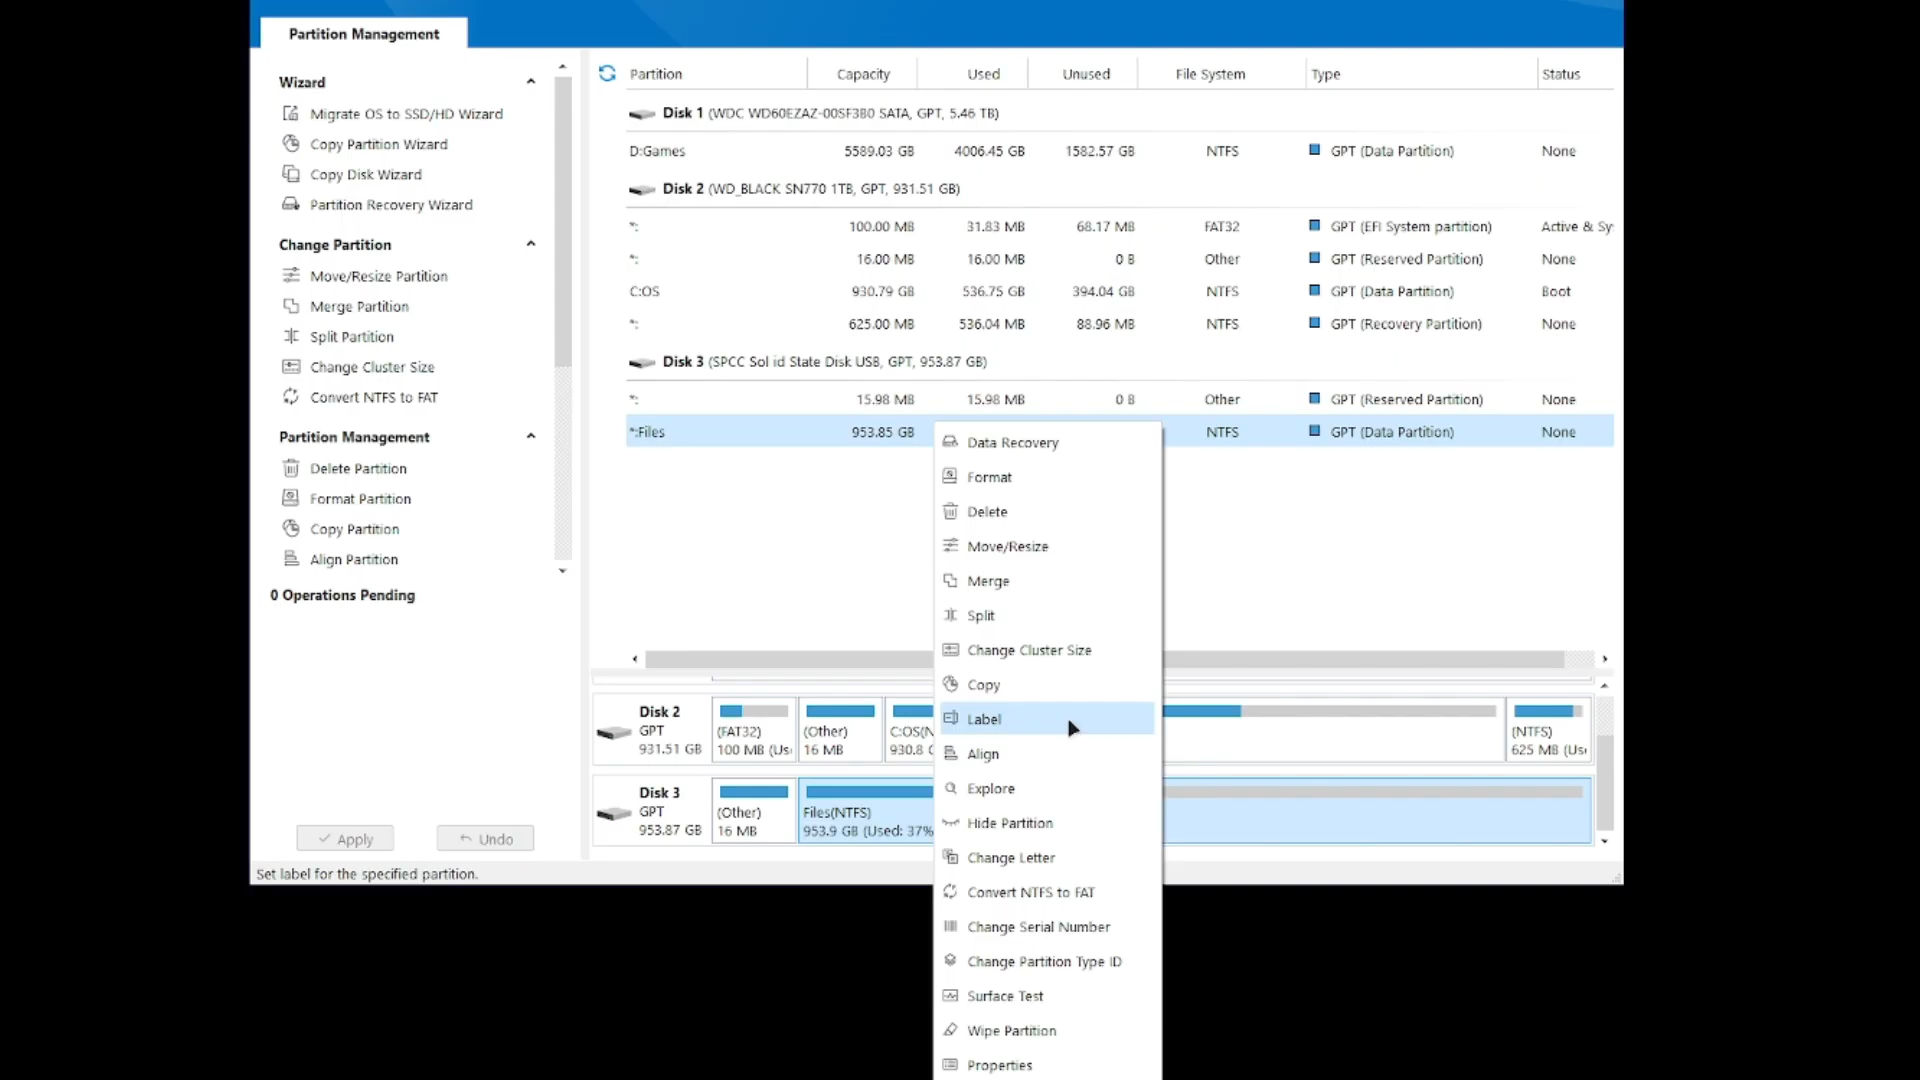 Partition Management
Wizard
Migrate OS to SSD/HD Wizard
Copy Partition Wizard
Copy Disk Wizard
Partition Recovery Wizard
Change Partition
Move/Resize Partition
Merge Partition
Split Partition
Change Cluster Size
Convert NTFS to FAT
Partition Management
Delete Partition
Format Partition
Copy Partition
Align Partition
0 Operations Pending
Apply Undo
Set label for the specified partition.
Partition Capacity Used Unused File System Type Status
Disk 1 (WDC WD60EZAZ-00SF3B0 SATA, GPT, 5.46 TB)
D:Games 5589.03 GB 4006.45 GB 1582.57 GB NTFS GPT (Data Partition) None
Disk 2 (WD_BLACK SN770 1TB, GPT, 931.51 GB)
*: 100.00 MB 31.83 MB 68.17 MB FAT32 GPT (EFI System partition) Active & Sy
*: 16.00 MB 16.00 MB 0 B Other GPT (Reserved Partition) None
C:OS 930.79 GB 536.75 GB 394.04 GB NTFS GPT (Data Partition) Boot
*: 625.00 MB 536.04 MB 88.96 MB NTFS GPT (Recovery Partition) None
Disk 3 (SPCC Sol id State Disk USB, GPT, 953.87 GB)
*: 15.98 MB 15.98 MB 0 B Other GPT (Reserved Partition) None
*:Files 953.85 GB NTFS GPT (Data Partition) None
Data Recovery
Format
Delete
Move/Resize
Merge
Split
Change Cluster Size
Copy
Label
Align
Explore
Hide Partition
Change Letter
Convert NTFS to FAT
Change Serial Number
Change Partition Type ID
Surface Test
Wipe Partition
Properties
Disk 2
GPT
931.51 GB
(FAT32)
100 MB (Us
(Other)
16 MB
C:OS(N
930.8 G
(NTFS)
625 MB (Us
Disk 3
GPT
953.87 GB
(Other)
16 MB
Files(NTFS)
953.9 GB (Used: 37%